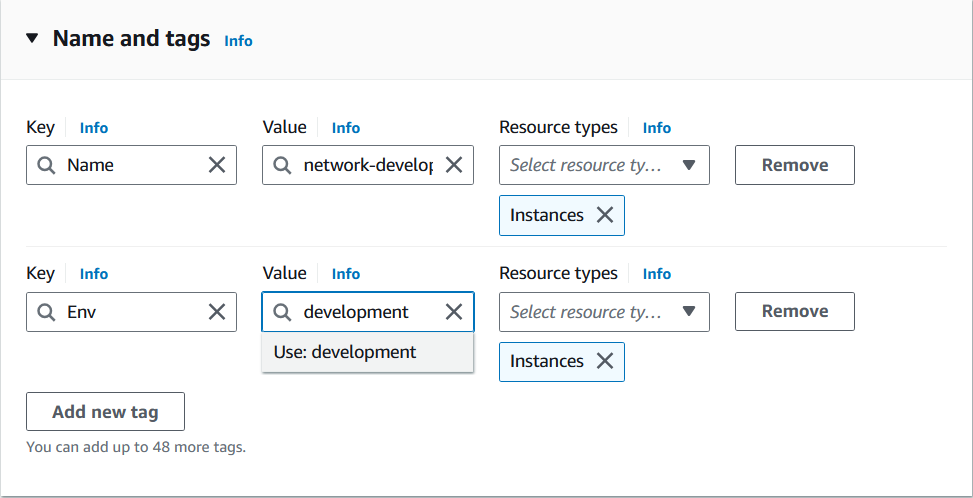 Name and tags Info
Key Info Value Info Resource types Info
Name network-develop Select resource ty... Remove
Instances
Key Info Value Info Resource types Info
Env development Select resource ty... Remove
Use: development
Instances
Add new tag
You can add up to 48 more tags.